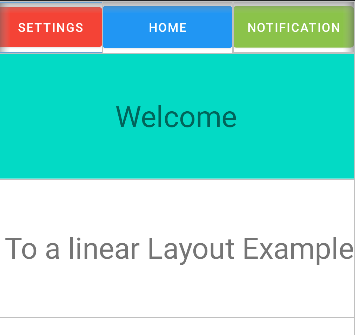 SETTINGS HOME NOTIFICATION
Welcome
To a linear Layout Example